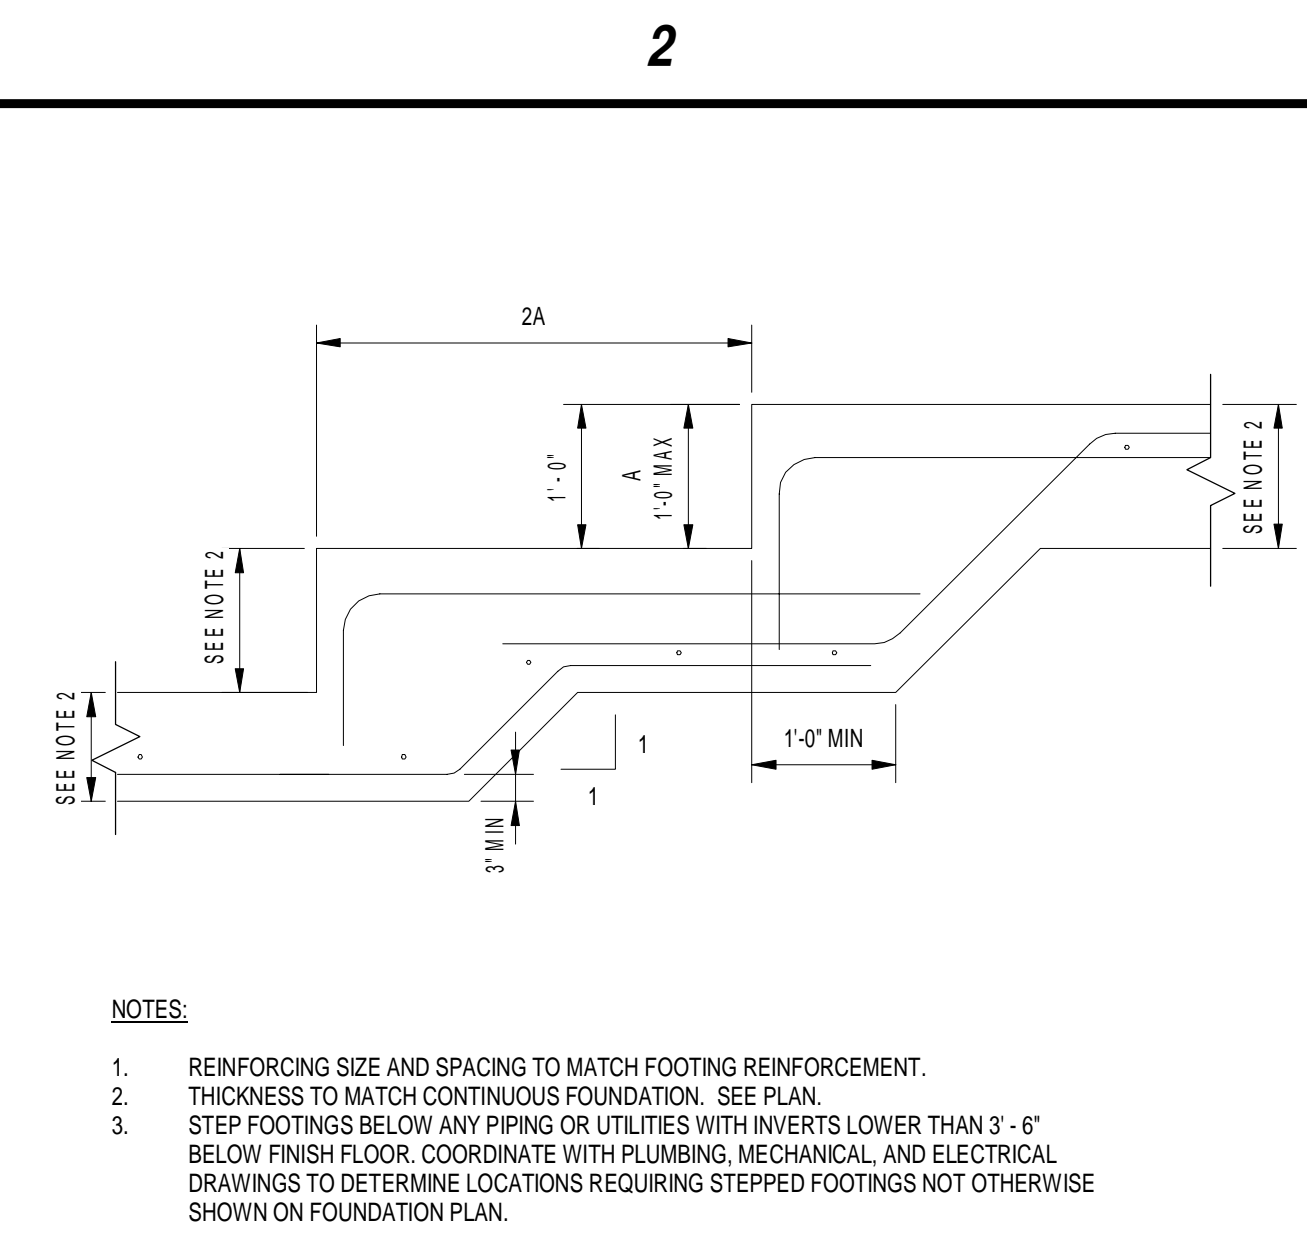 2
2A
1' - 0"
A
1'-0" MAX
SEE NOTE 2
SEE NOTE 2
SEE NOTE 2
1
1
1'-0" MIN
3" MIN
NOTES:
1. REINFORCING SIZE AND SPACING TO MATCH FOOTING REINFORCEMENT.
2. THICKNESS TO MATCH CONTINUOUS FOUNDATION. SEE PLAN.
3. STEP FOOTINGS BELOW ANY PIPING OR UTILITIES WITH INVERTS LOWER THAN 3' - 6"
BELOW FINISH FLOOR. COORDINATE WITH PLUMBING, MECHANICAL, AND ELECTRICAL
DRAWINGS TO DETERMINE LOCATIONS REQUIRING STEPPED FOOTINGS NOT OTHERWISE
SHOWN ON FOUNDATION PLAN.